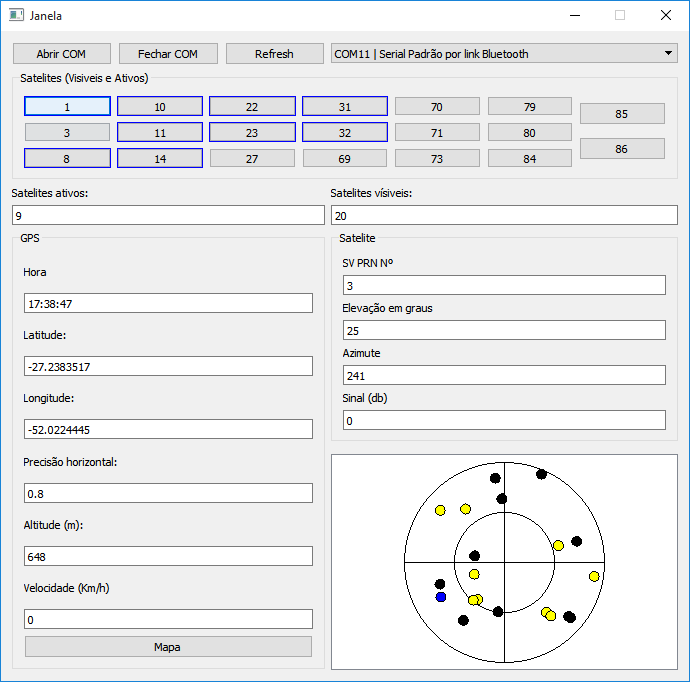 Janela
Abrir COM Fechar COM Refresh COM11 | Serial Padrão por link Bluetooth
Satelites (Visiveis e Ativos)
1 10 22 31 70 79 85
3 11 23 32 71 80 86
8 14 27 69 73 84
Satelites ativos: Satelites vísiveis:
9 20
GPS
Hora
17:38:47
Latitude:
-27.2383517
Longitude:
-52.0224445
Precisão horizontal:
0.8
Altitude (m):
648
Velocidade (Km/h)
0
Mapa
Satelite
SV PRN Nº
3
Elevação em graus
25
Azimute
241
Sinal (db)
0